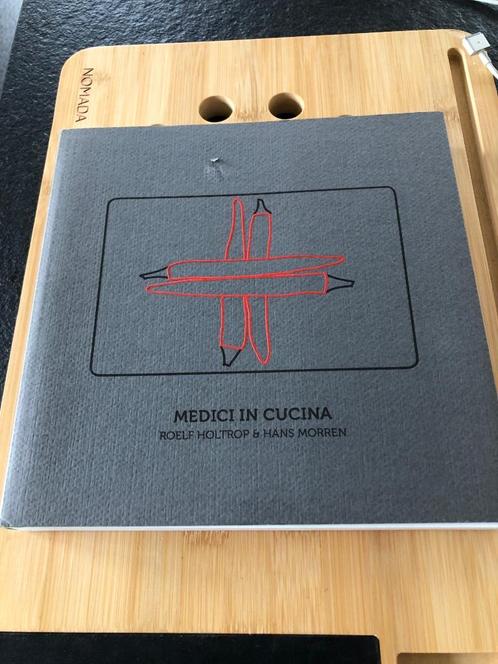 NOMADA
MEDICI IN CUCINA
ROELF HOLTROP & HANS MORREN